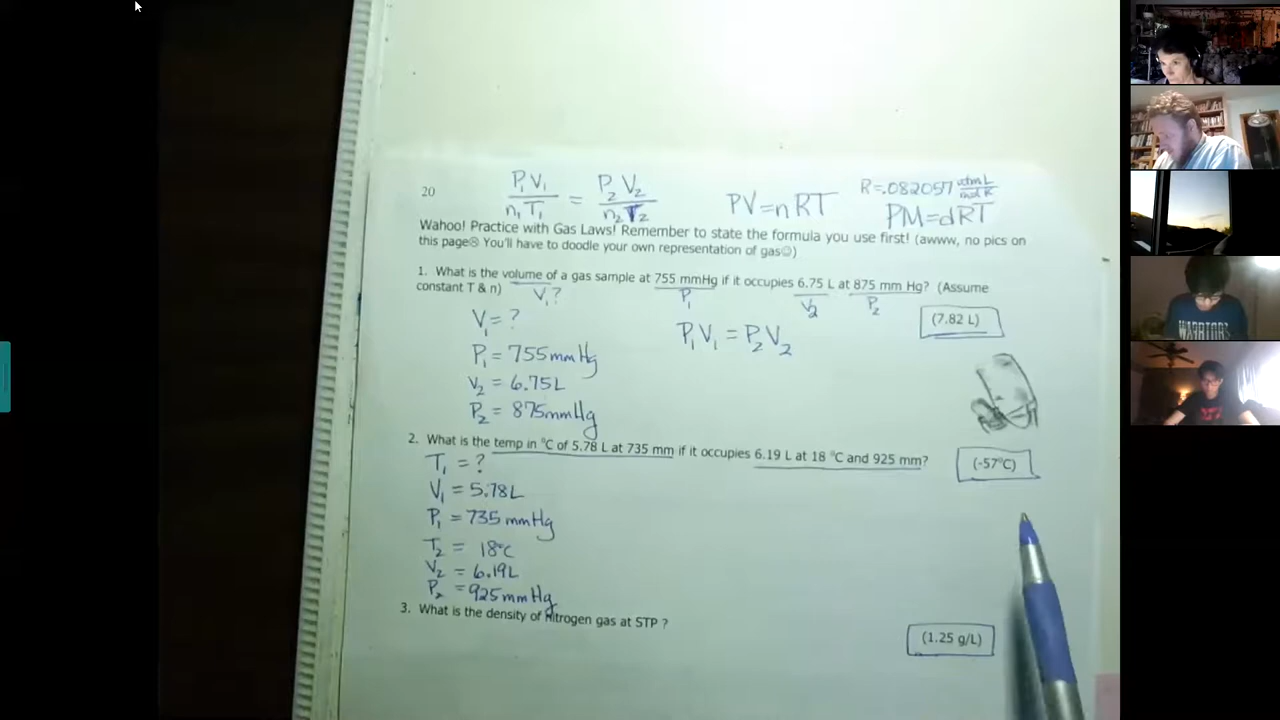 20
P₁V₁ / n₁T₁ = P₂V₂ / n₂T₂
PV=nRT
R=.082057 atm L / mol K
PM=dRT
Wahoo! Practice with Gas Laws! Remember to state the formula you use first! (awww, no pics on
this page☹ You'll have to doodle your own representation of gas☺)
1. What is the volume of a gas sample at 755 mmHg if it occupies 6.75 L at 875 mm Hg? (Assume
constant T & n)
V₁?
P₁
V₂
P₂
(7.82 L)
V₁ = ?
P₁V₁ = P₂V₂
P₁ = 755mmHg
V₂ = 6.75L
P₂ = 875mmHg
2. What is the temp in °C of 5.78 L at 735 mm if it occupies 6.19 L at 18 °C and 925 mm?
(-57°C)
T₁ = ?
V₁ = 5.78L
P₁ = 735mmHg
T₂ = 18°C
V₂ = 6.19L
P₂ = 925mmHg
3. What is the density of nitrogen gas at STP ?
(1.25 g/L)
WARRIORS